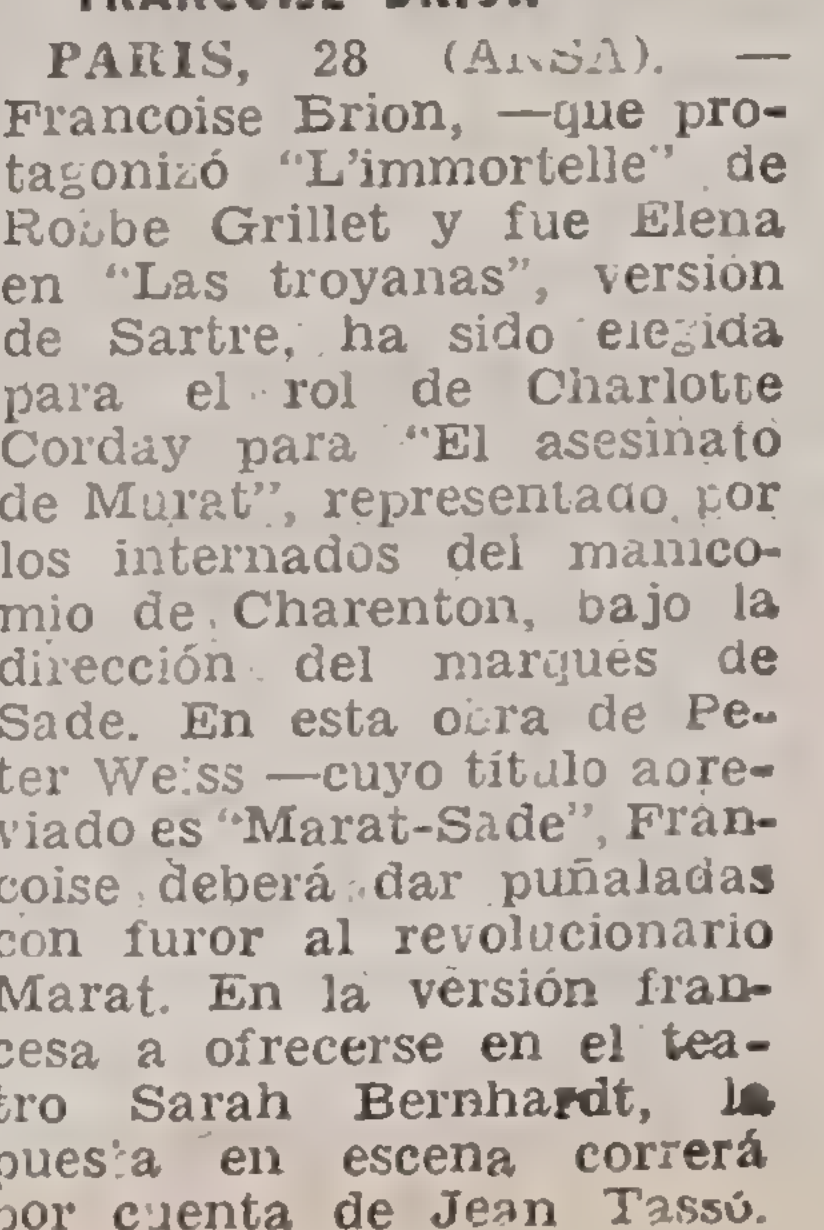 FRANCOISE BRION
PARIS, 28 (ANSA). —
Francoise Brion, —que pro-
tagonizó “L'immortelle” de
Robbe Grillet y fue Elena
en “Las troyanas”, versión
de Sartre, ha sido elegida
para el rol de Charlotte
Corday para “El asesinato
de Murat”, representado por
los internados del manico-
mio de Charenton, bajo la
dirección del marqués de
Sade. En esta obra de Pe-
ter Weiss —cuyo título abre-
viado es “Marat-Sade”, Fran-
coise deberá dar puñaladas
con furor al revolucionario
Marat. En la versión fran-
cesa a ofrecerse en el tea-
tro Sarah Bernhardt, la
puesta en escena correrá
por cuenta de Jean Tassó.